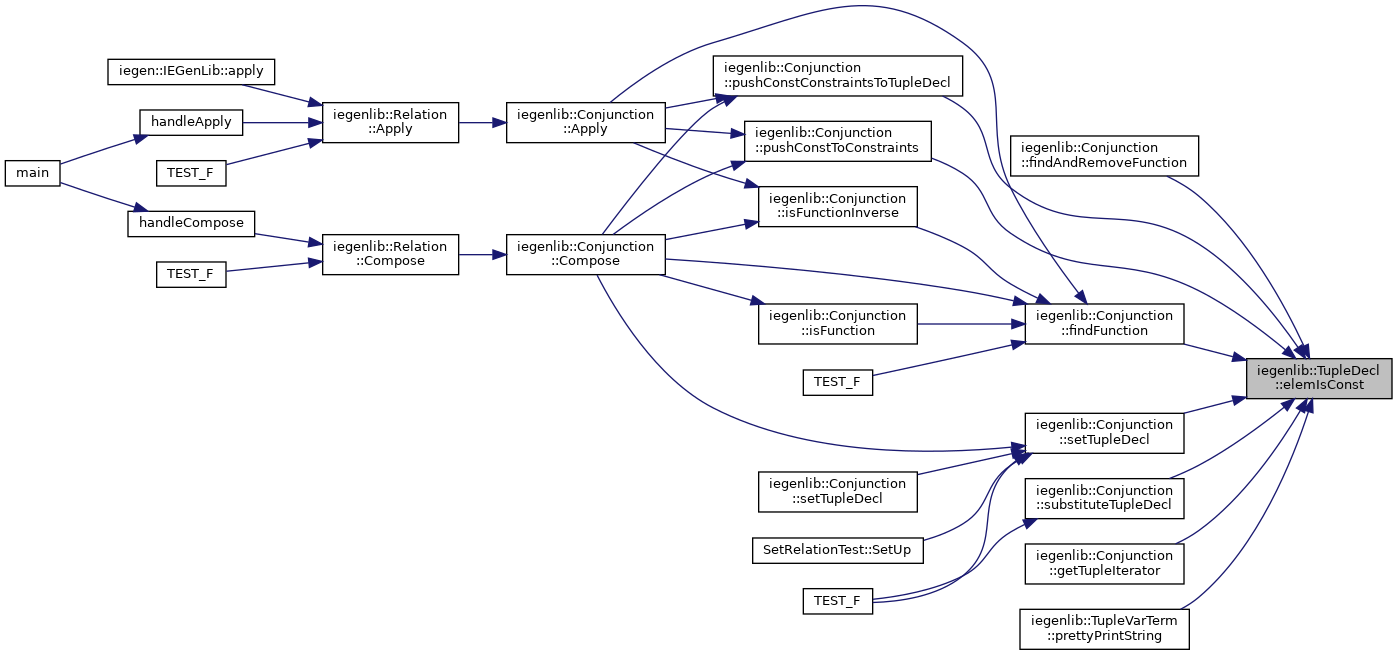 main
iegen::IEGenLib::apply
handleApply
TEST_F
handleCompose
TEST_F
iegenlib::Relation
::Apply
iegenlib::Relation
::Compose
iegenlib::Conjunction
::Apply
iegenlib::Conjunction
::Compose
iegenlib::Conjunction
::pushConstConstraintsToTupleDecl
iegenlib::Conjunction
::pushConstToConstraints
iegenlib::Conjunction
::isFunctionInverse
iegenlib::Conjunction
::isFunction
TEST_F
iegenlib::Conjunction
::setTupleDecl
SetRelationTest::SetUp
TEST_F
iegenlib::Conjunction
::findAndRemoveFunction
iegenlib::Conjunction
::findFunction
iegenlib::Conjunction
::setTupleDecl
iegenlib::Conjunction
::substituteTupleDecl
iegenlib::Conjunction
::getTupleIterator
iegenlib::TupleVarTerm
::prettyPrintString
iegenlib::TupleDecl
::elemIsConst